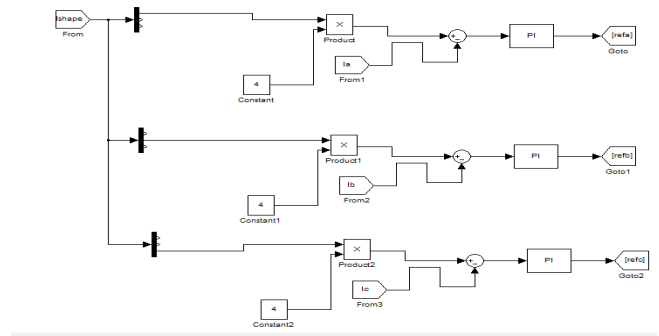 Ishape
From
×
Product
+
-
PI
[refa]
Goto
Ia
From1
4
Constant
×
Product1
+
-
PI
[refb]
Goto1
Ib
From2
4
Constant1
×
Product2
+
-
PI
[refc]
Goto2
Ic
From3
4
Constant2